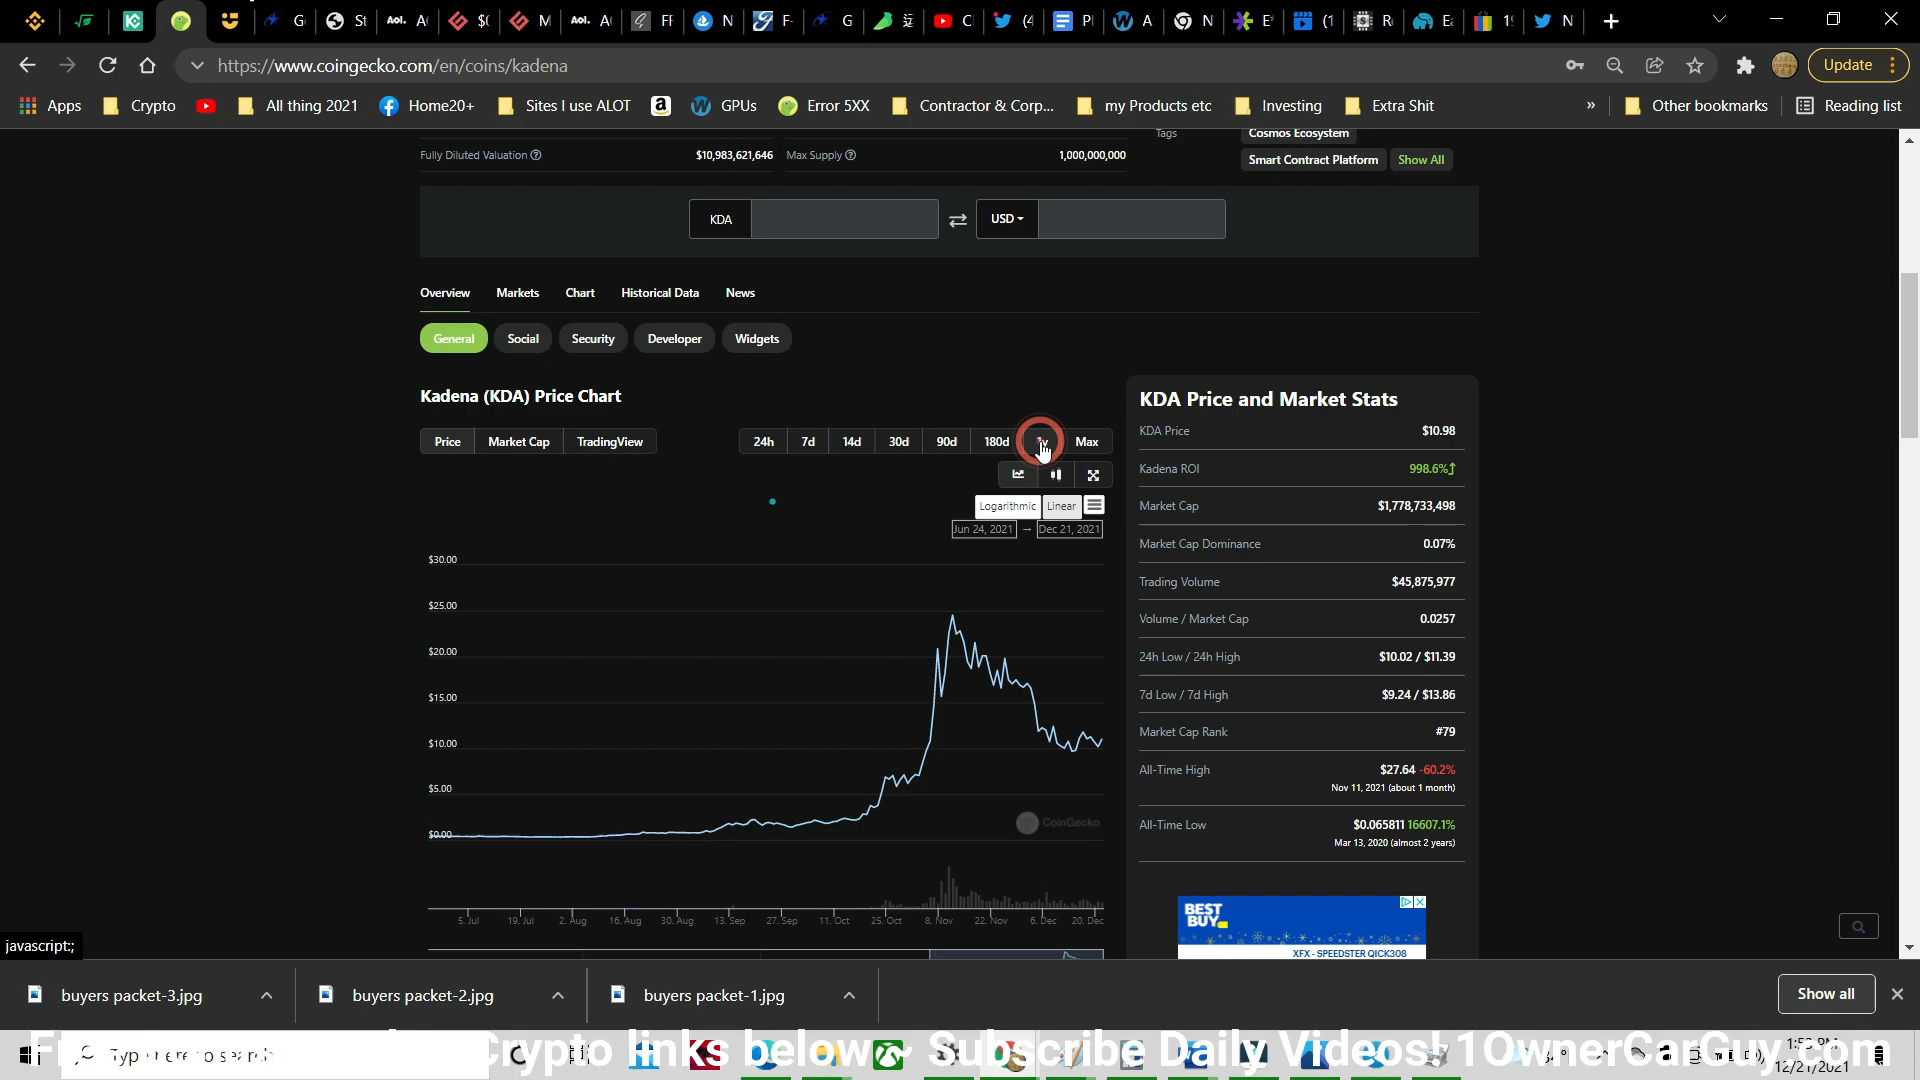 https://www.coingecko.com/en/coins/kadena
Update
Apps
Crypto
All thing 2021
Home20+
Sites I use ALOT
GPUs
Error 5XX
Contractor & Corp...
my Products etc
Investing
Extra Shit
»
Other bookmarks
Reading list
Fully Diluted Valuation
$10,983,621,646
Max Supply
1,000,000,000
Tags
Cosmos Ecosystem
Smart Contract Platform
Show All
KDA
USD
Overview
Markets
Chart
Historical Data
News
General
Social
Security
Developer
Widgets
Kadena (KDA) Price Chart
Price
Market Cap
TradingView
24h
7d
14d
30d
90d
180d
Max
Logarithmic
Linear
Jun 24, 2021 → Dec 21, 2021
$30.00
$25.00
$20.00
$15.00
$10.00
$5.00
$0.00
CoinGecko
5. Jul
19. Jul
2. Aug
16. Aug
30. Aug
13. Sep
27. Sep
11. Oct
25. Oct
8. Nov
22. Nov
6. Dec
20. Dec
KDA Price and Market Stats
KDA Price
$10.98
Kadena ROI
998.6%
Market Cap
$1,778,733,498
Market Cap Dominance
0.07%
Trading Volume
$45,875,977
Volume / Market Cap
0.0257
24h Low / 24h High
$10.02 / $11.39
7d Low / 7d High
$9.24 / $13.86
Market Cap Rank
#79
All-Time High
$27.64 -60.2%
Nov 11, 2021 (about 1 month)
All-Time Low
$0.065811 16607.1%
Mar 13, 2020 (almost 2 years)
BEST
BUY
XFX - SPEEDSTER QICK308
javascript:;
buyers packet-3.jpg
buyers packet-2.jpg
buyers packet-1.jpg
Show all
Crypto links below ~ Subscribe Daily Videos! 1OwnerCarGuy.com
12/21/2021